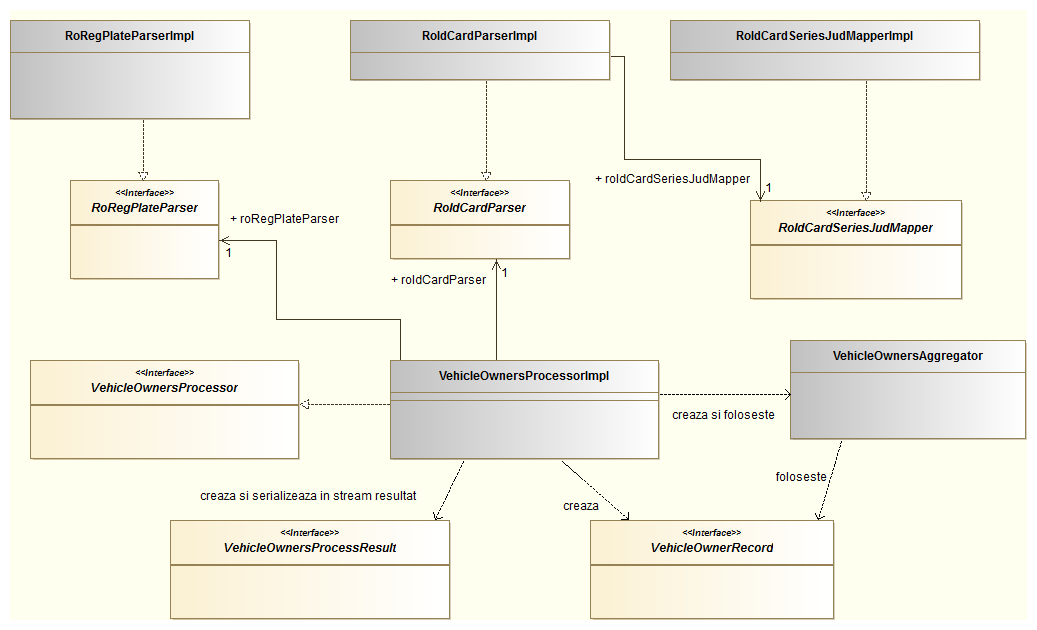 RoRegPlateParserImpl
RoIdCardParserImpl
RoIdCardSeriesJudMapperImpl
+ roIdCardSeriesJudMapper
1
<<Interface>>
RoRegPlateParser
<<Interface>>
RoIdCardParser
<<Interface>>
RoIdCardSeriesJudMapper
+ roRegPlateParser
1
+ roIdCardParser
1
<<Interface>>
VehicleOwnersProcessor
VehicleOwnersProcessorImpl
VehicleOwnersAggregator
creaza si foloseste
foloseste
creaza si serializeaza in stream resultat
creaza
<<Interface>>
VehicleOwnersProcessResult
<<Interface>>
VehicleOwnerRecord